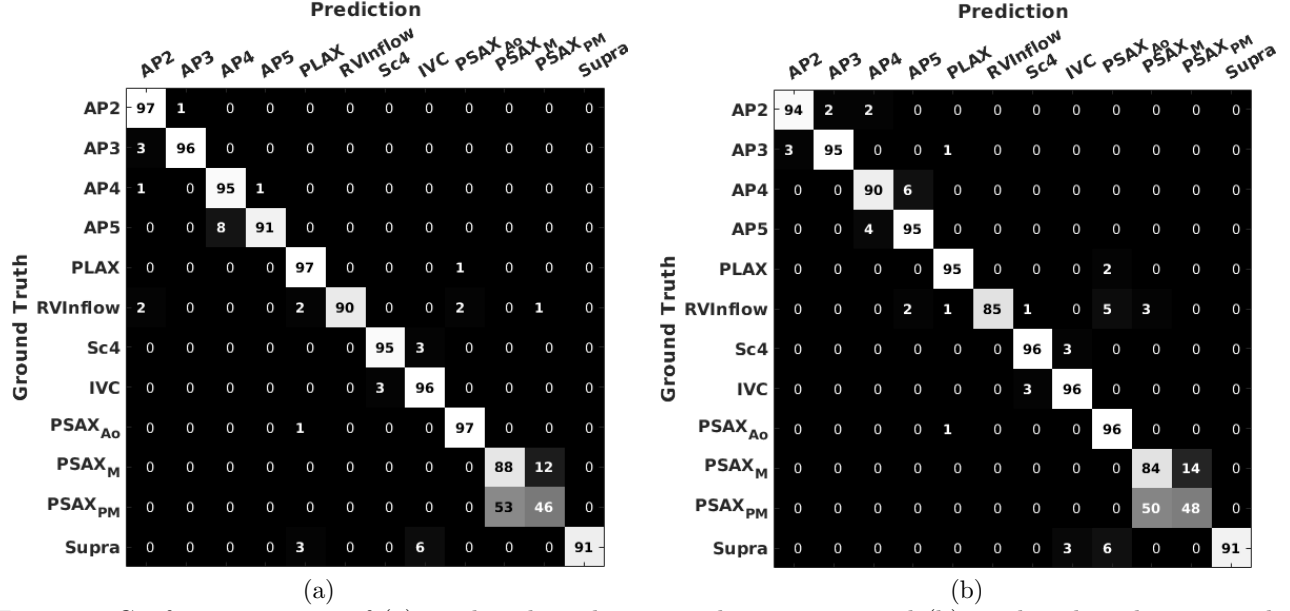 Prediction
AP2 AP3 AP4 AP5 PLAX RVInflow Sc4 IVC PSAX_Ao PSAX_M PSAX_PM Supra
Ground Truth
AP2 97 1 0 0 0 0 0 0 0 0 0 0
AP3 3 96 0 0 0 0 0 0 0 0 0 0
AP4 1 0 95 1 0 0 0 0 0 0 0 0
AP5 0 0 8 91 0 0 0 0 0 0 0 0
PLAX 0 0 0 0 97 0 0 0 1 0 0 0
RVInflow 2 0 0 0 2 90 0 0 2 0 1 0
Sc4 0 0 0 0 0 0 95 3 0 0 0 0
IVC 0 0 0 0 0 0 3 96 0 0 0 0
PSAX_Ao 0 0 0 0 1 0 0 0 97 0 0 0
PSAX_M 0 0 0 0 0 0 0 0 0 88 12 0
PSAX_PM 0 0 0 0 0 0 0 0 0 53 46 0
Supra 0 0 0 0 3 0 0 6 0 0 0 91
(a)
Prediction
AP2 AP3 AP4 AP5 PLAX RVInflow Sc4 IVC PSAX_Ao PSAX_M PSAX_PM Supra
Ground Truth
AP2 94 2 2 0 0 0 0 0 0 0 0 0
AP3 3 95 0 0 1 0 0 0 0 0 0 0
AP4 0 0 90 6 0 0 0 0 0 0 0 0
AP5 0 0 4 95 0 0 0 0 0 0 0 0
PLAX 0 0 0 0 95 0 0 0 2 0 0 0
RVInflow 0 0 0 2 1 85 1 0 5 3 0 0
Sc4 0 0 0 0 0 0 96 3 0 0 0 0
IVC 0 0 0 0 0 0 3 96 0 0 0 0
PSAX_Ao 0 0 0 0 1 0 0 0 96 0 0 0
PSAX_M 0 0 0 0 0 0 0 0 0 84 14 0
PSAX_PM 0 0 0 0 0 0 0 0 0 50 48 0
Supra 0 0 0 0 0 0 0 3 6 0 0 91
(b)